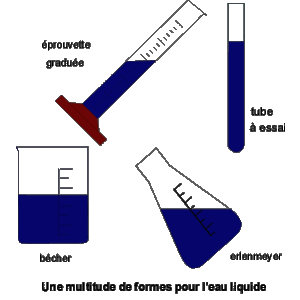 éprouvette
graduée
tube
à essai
bécher
erlenmeyer
Une multitude de formes pour l'eau liquide